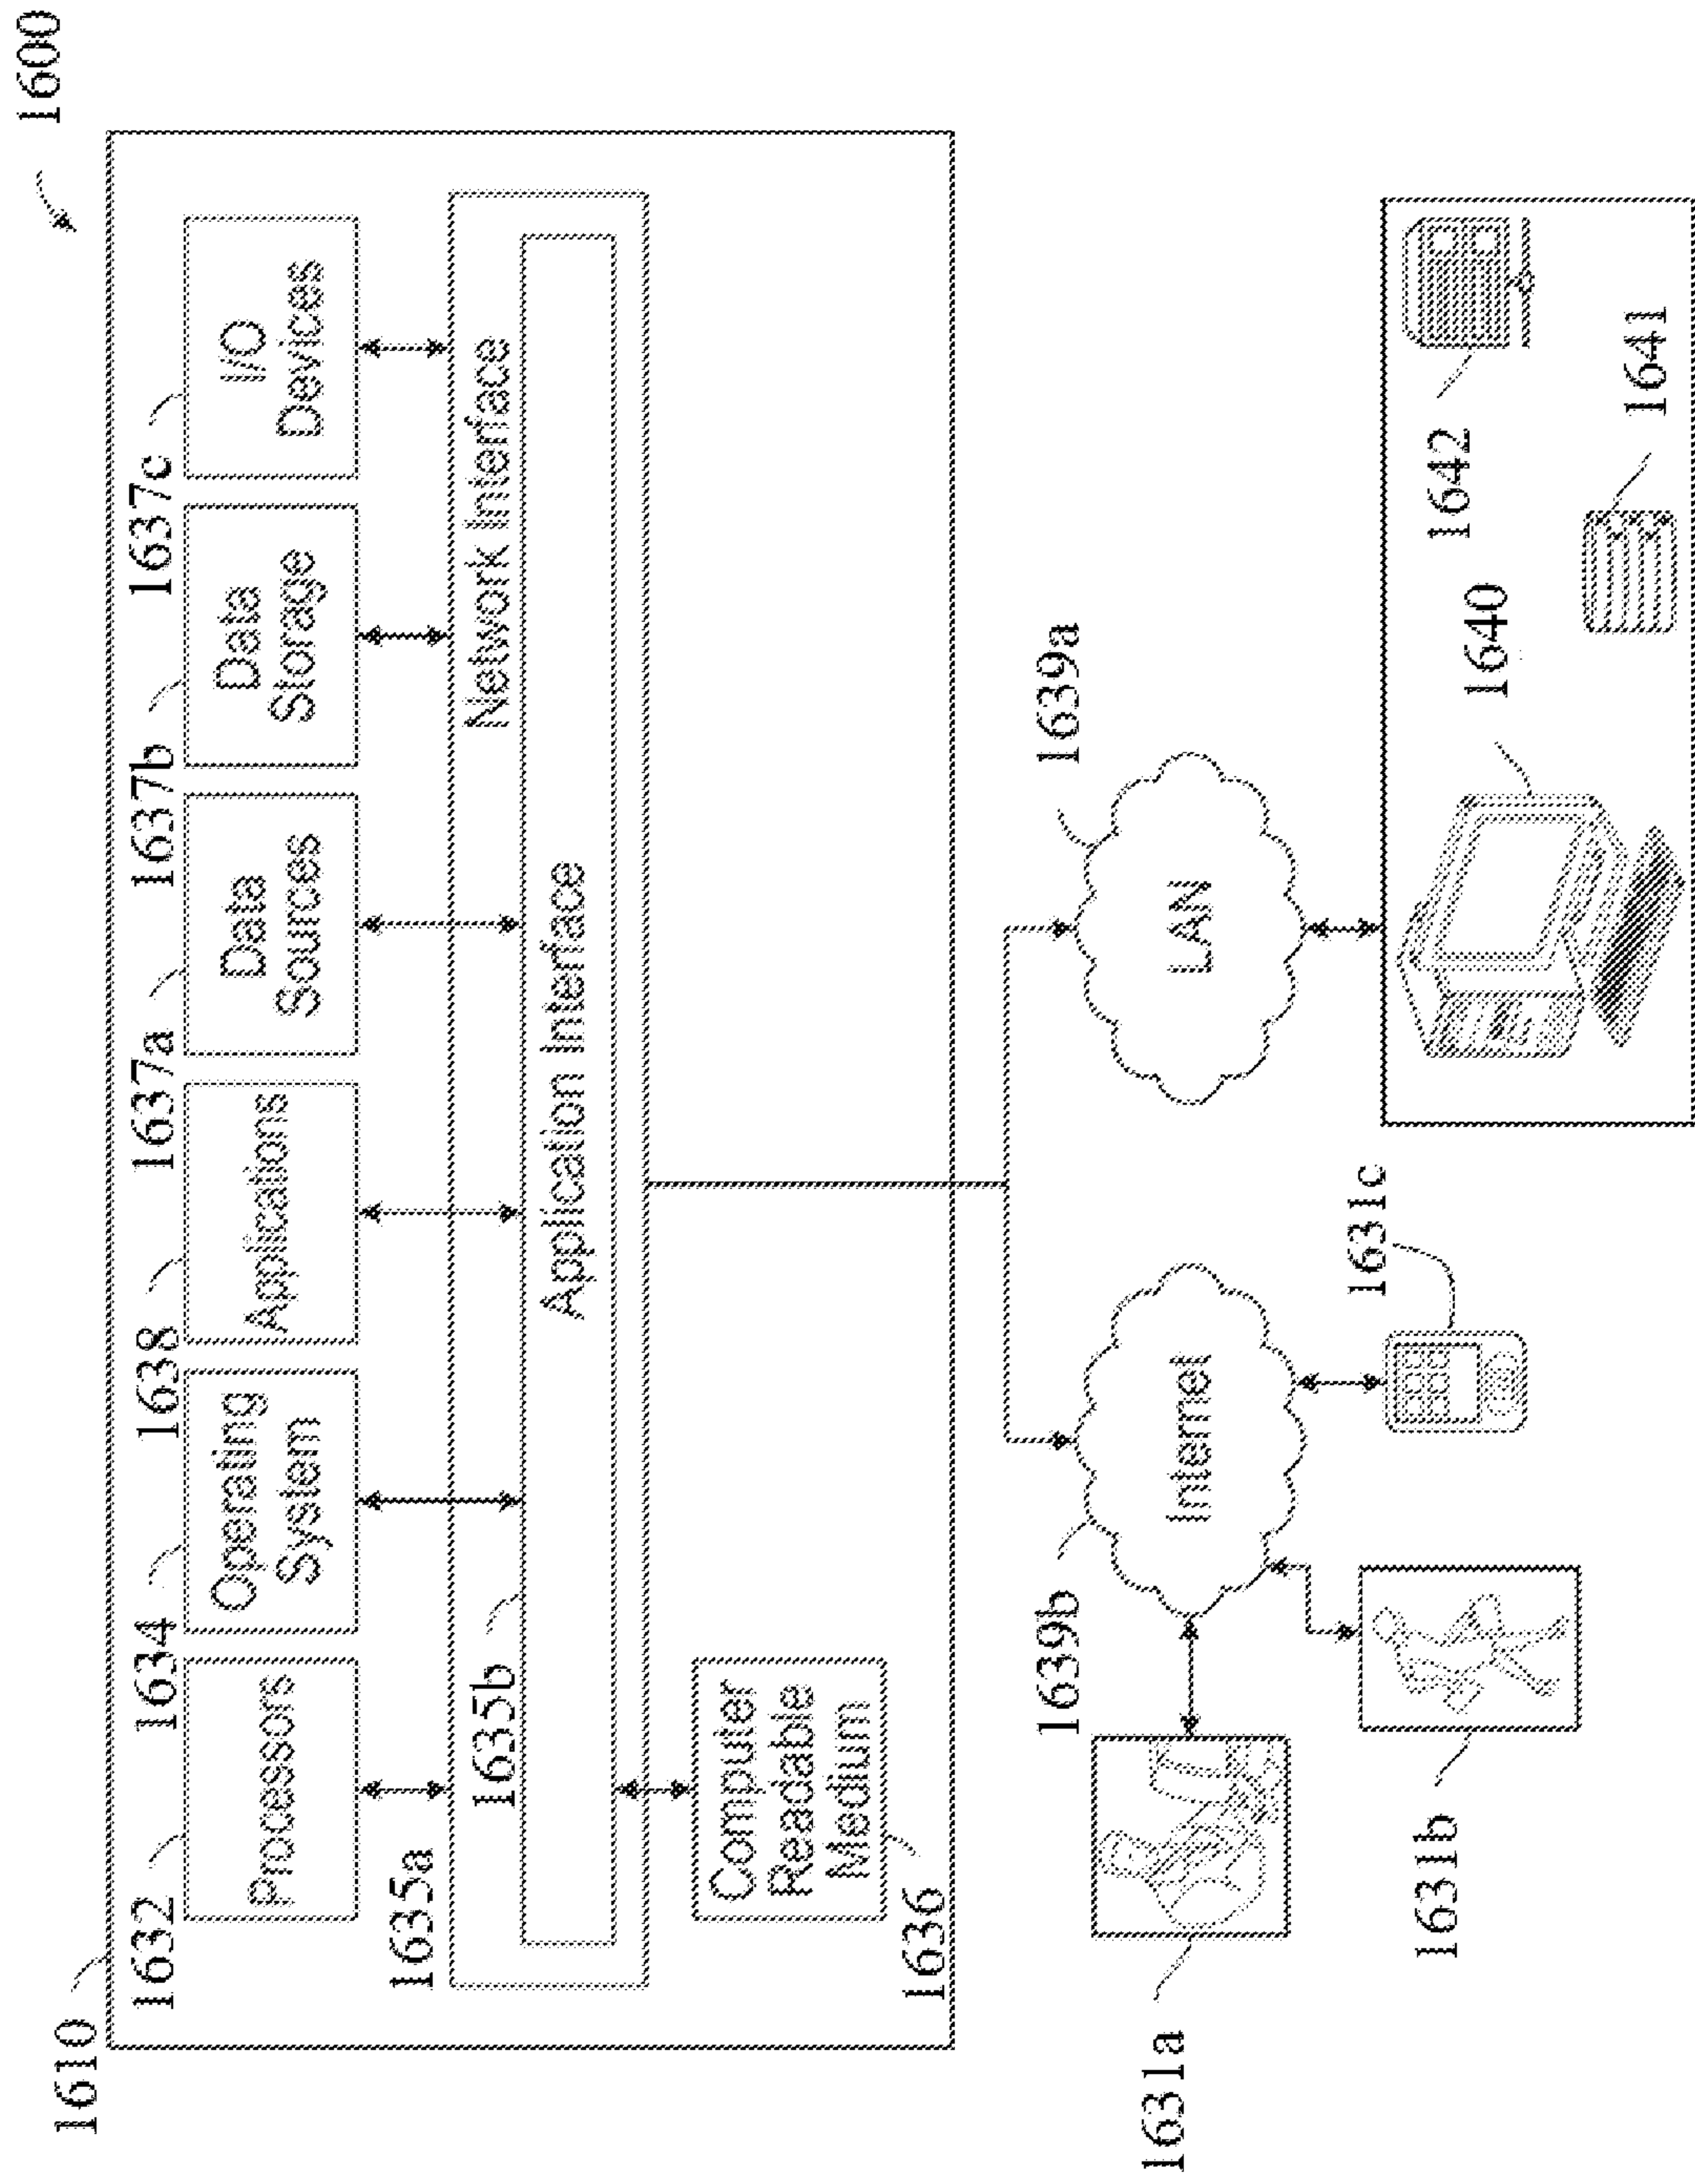 1600
1610
1632
1634
1638
1637a
1637b
1637c
Processors
Operating
System
Applications
Data
Sources
Data
Storage
I/O
Devices
1635a
Network Interface
1635b
Application Interface
Computer
Readable
Medium
1636
1639b
1639a
Internet
LAN
1631a
1631b
1631c
1640
1642
1641